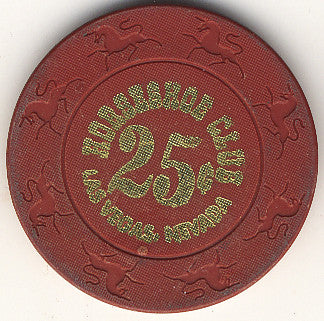 HORSESHOE CLUB
25¢
LAS VEGAS, NEVADA